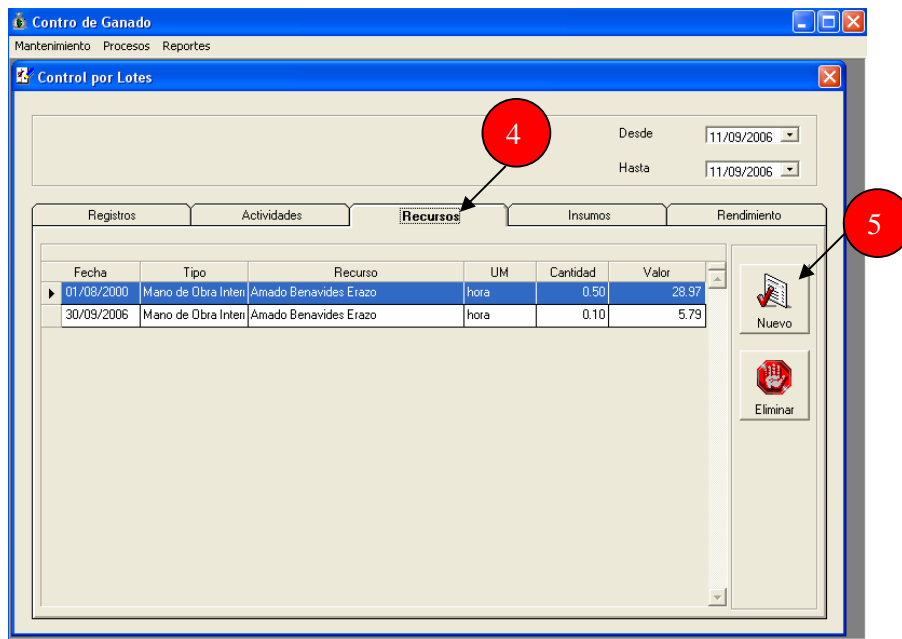 Contro de Ganado
Mantenimiento Procesos Reportes
Control por Lotes
4
Desde 11/09/2006
Hasta 11/09/2006
5
Registros Actividades Recursos Insumos Rendimiento
Fecha Tipo Recurso UM Cantidad Valor
01/08/2000 Mano de Obra Intern Amado Benavides Erazo hora 0.50 28.97
30/09/2006 Mano de Obra Intern Amado Benavides Erazo hora 0.10 5.79
Nuevo
Eliminar